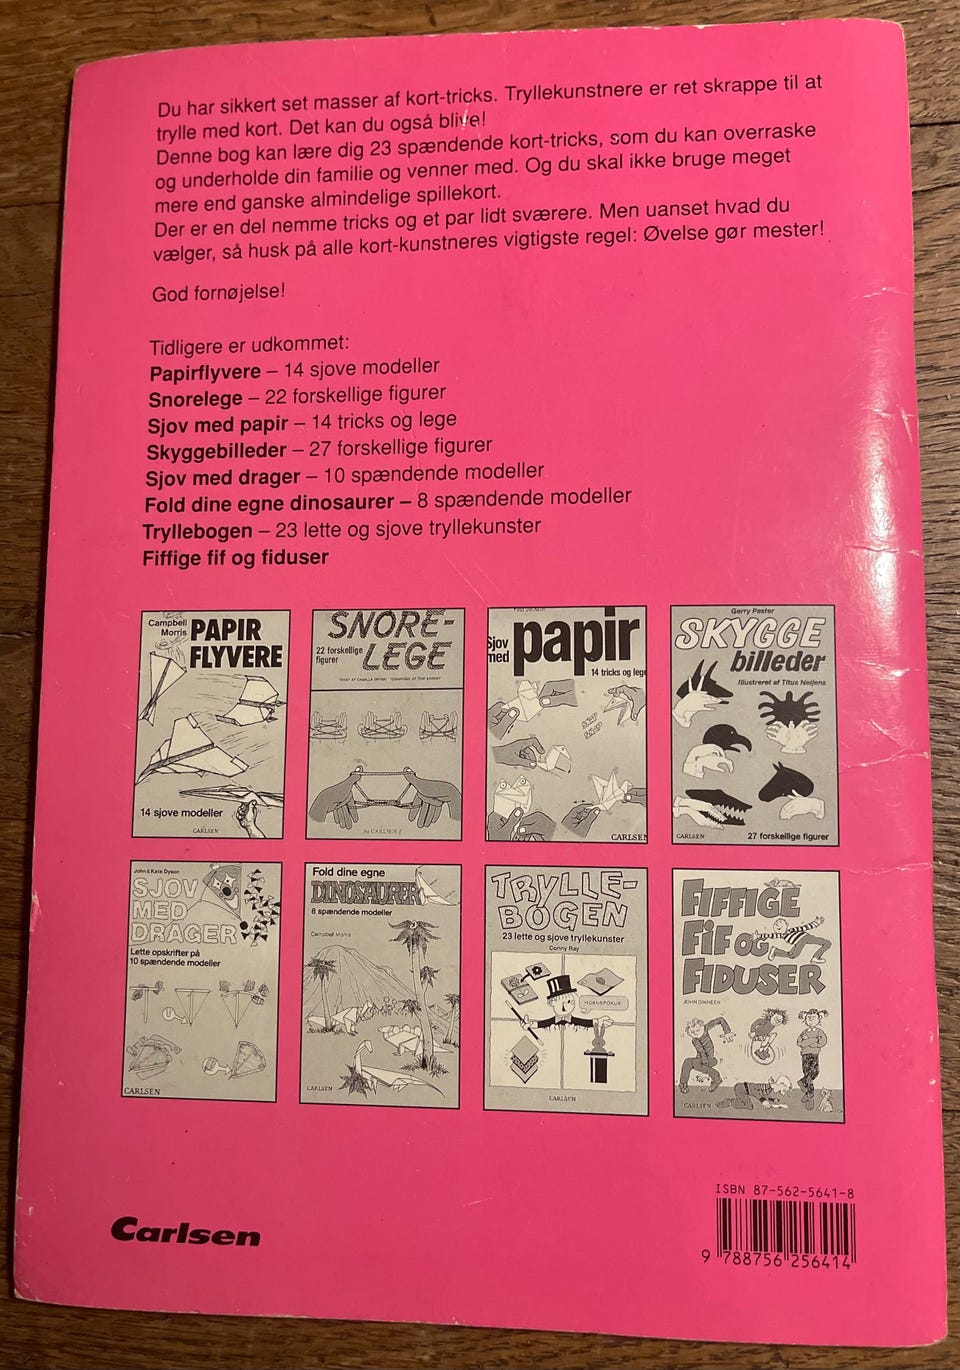 Du har sikkert set masser af kort-tricks. Tryllekunstnere er ret skrappe til at
trylle med kort. Det kan du også blive!
Denne bog kan lære dig 23 spændende kort-tricks, som du kan overraske
og underholde din familie og venner med. Og du skal ikke bruge meget
mere end ganske almindelige spillekort.
Der er en del nemme tricks og et par lidt sværere. Men uanset hvad du
vælger, så husk på alle kort-kunstneres vigtigste regel: Øvelse gør mester!
God fornøjelse!
Tidligere er udkommet:
Papirflyvere – 14 sjove modeller
Snorelege – 22 forskellige figurer
Sjov med papir – 14 tricks og lege
Skyggebilleder – 27 forskellige figurer
Sjov med drager – 10 spændende modeller
Fold dine egne dinosaurer – 8 spændende modeller
Tryllebogen – 23 lette og sjove tryllekunster
Fiffige fif og fiduser
Campbell
Morris
PAPIR
FLYVERE
14 sjove modeller
CARLSEN
SNORE-
LEGE
22 forskellige
figurer
CARLSEN
Sjov
med
papir
14 tricks og lege
CARLSEN
Gerry Paster
SKYGGE
billeder
Illustreret af Titus Neijens
CARLSEN
27 forskellige figurer
John & Kate Dyson
SJOV
MED
DRAGER
Lette opskrifter på
10 spændende modeller
CARLSEN
Fold dine egne
DINOSAURER
8 spændende modeller
Campbell Morris
CARLSEN
TRYLLE-
BOGEN
23 lette og sjove tryllekunster
Conny Ray
HOKUSPOKUS!
CARLSEN
FIFFIGE
FIF OG
FIDUSER
JOHN DINNEEN
CARLSEN
Carlsen
ISBN 87-562-5641-8
9 788756 256414